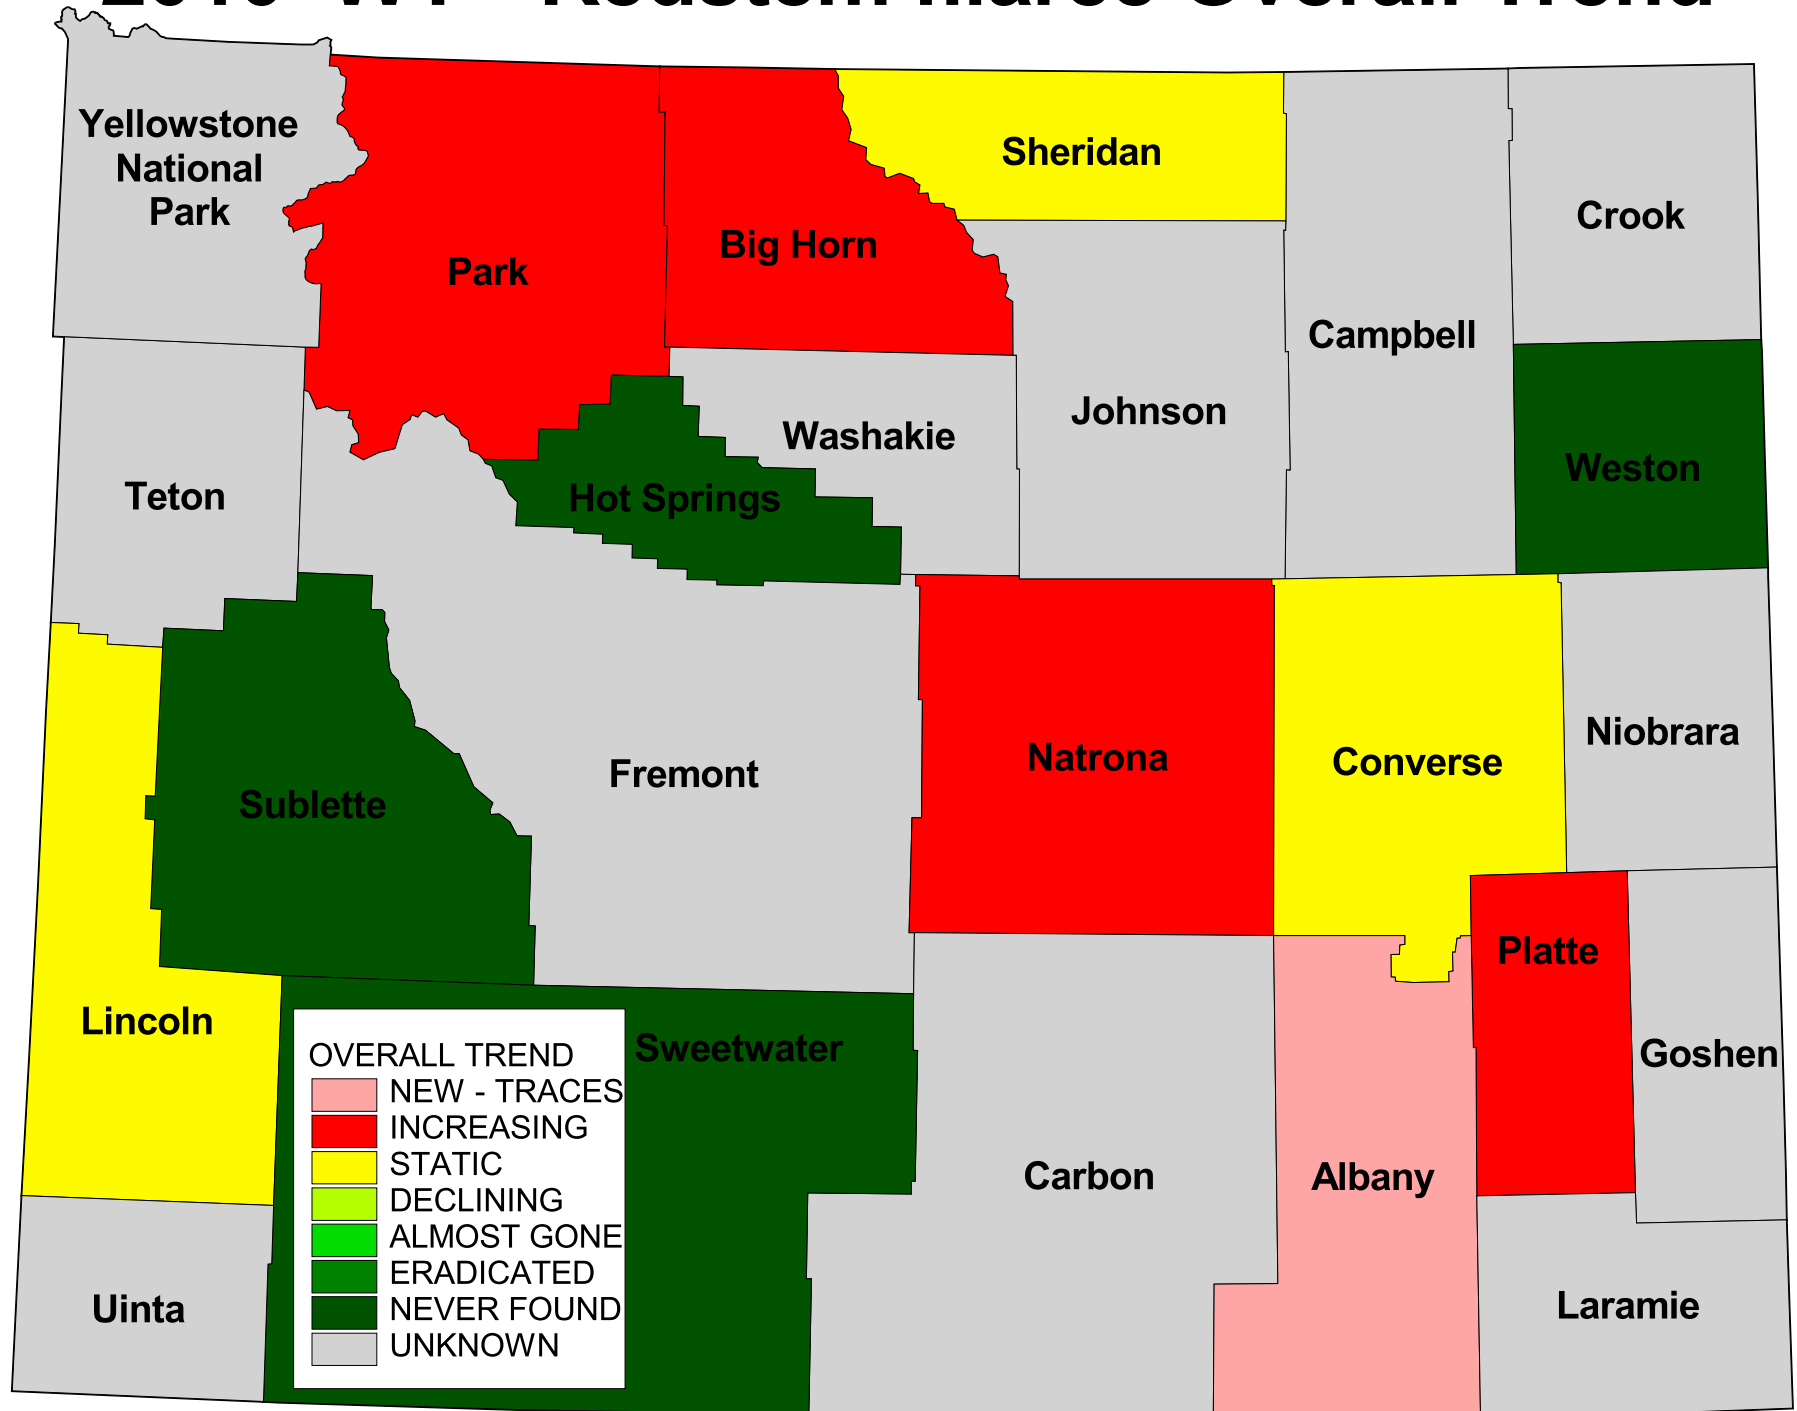 Yellowstone
National
Park
Park
Big Horn
Sheridan
Crook
Campbell
Johnson
Washakie
Weston
Teton
Hot Springs
Fremont
Natrona
Converse
Niobrara
Sublette
Platte
Lincoln
Sweetwater
Goshen
Carbon
Albany
Uinta
Laramie
OVERALL TREND
NEW - TRACES
INCREASING
STATIC
DECLINING
ALMOST GONE
ERADICATED
NEVER FOUND
UNKNOWN